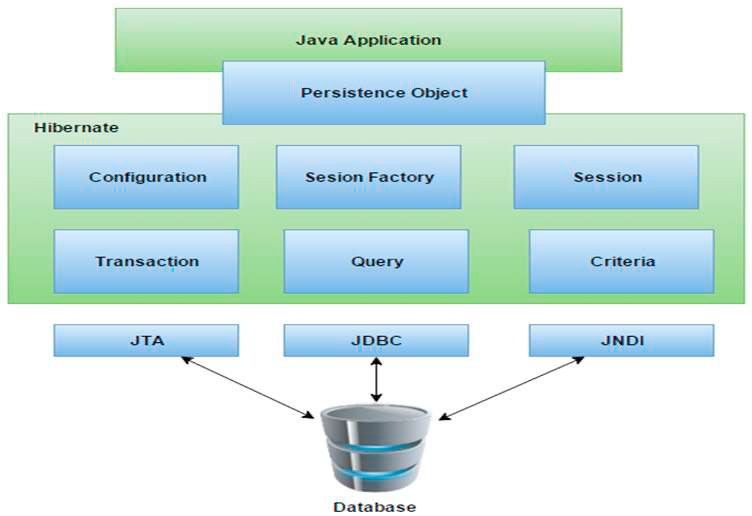 Java Application
Persistence Object
Hibernate
Configuration
Sesion Factory
Session
Transaction
Query
Criteria
JTA
JDBC
JNDI
Database